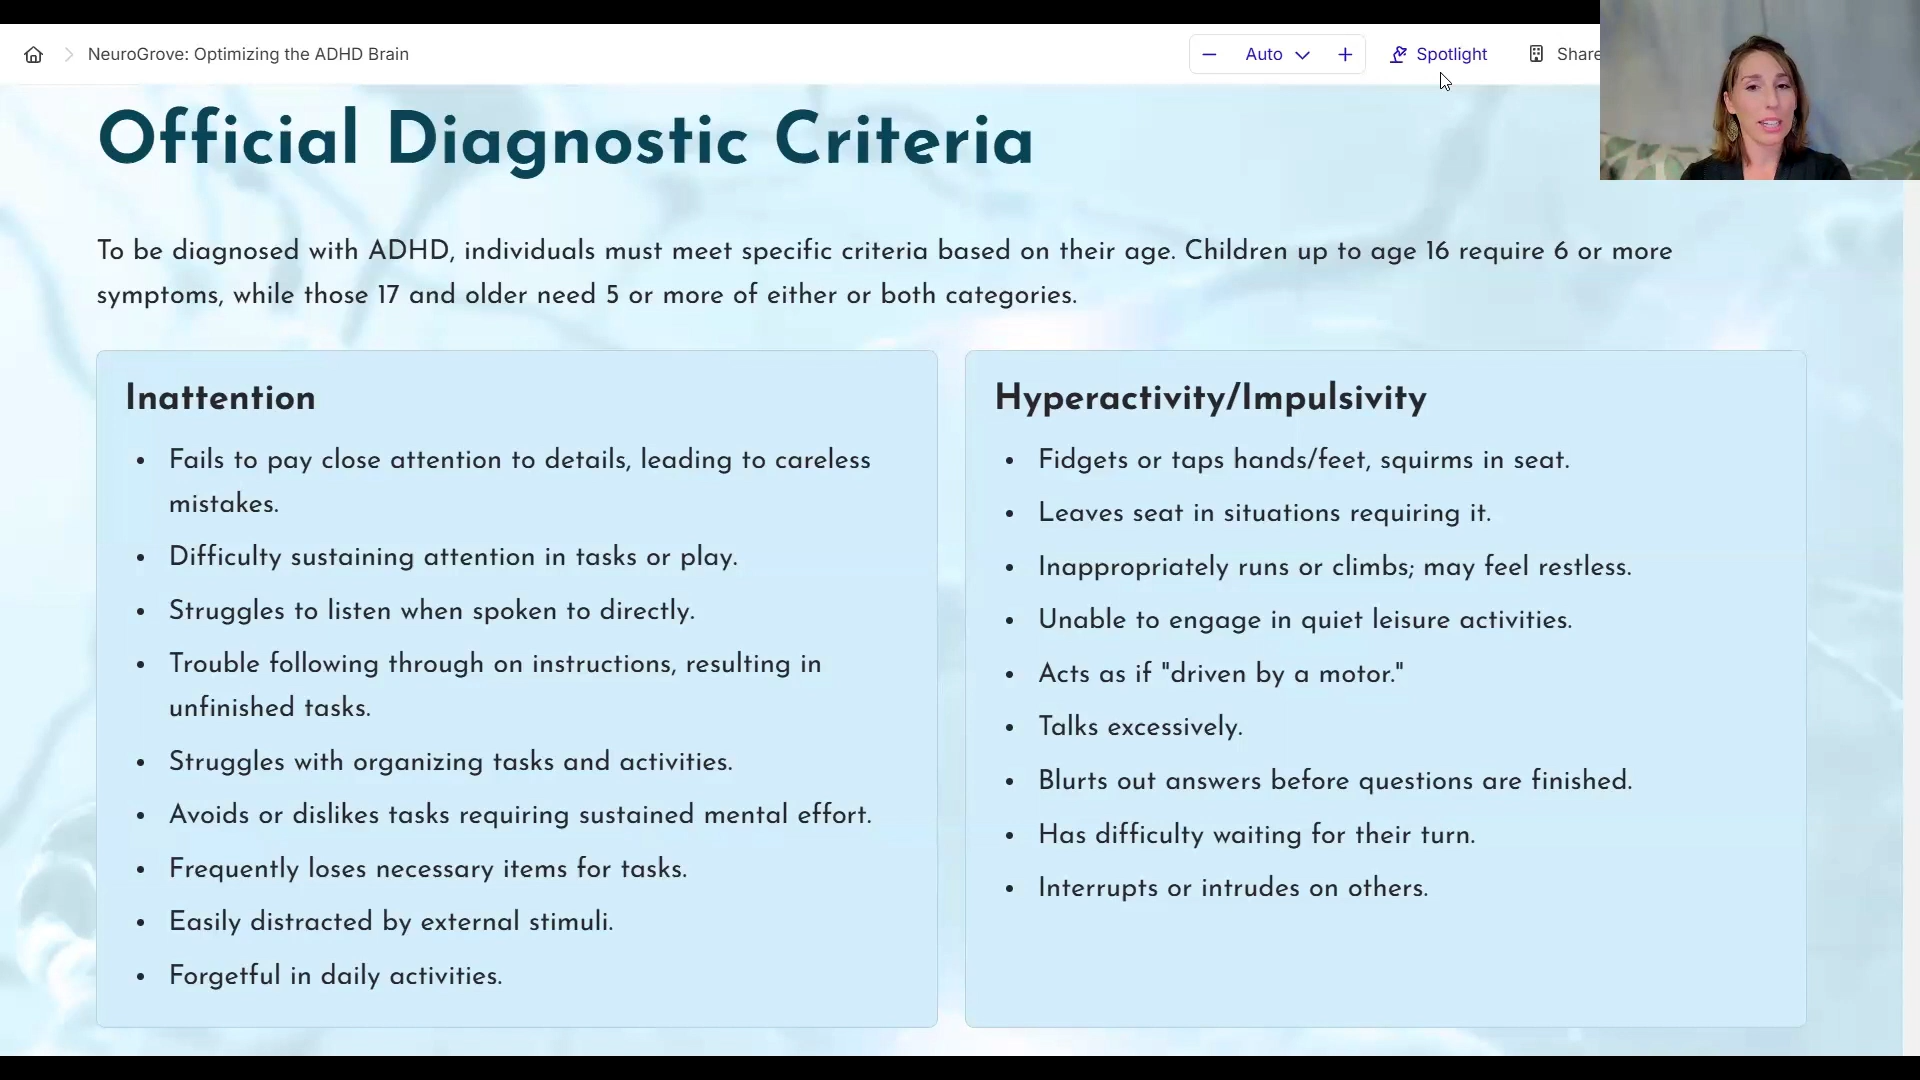 NeuroGrove: Optimizing the ADHD Brain
Auto
Spotlight
Share
Official Diagnostic Criteria
To be diagnosed with ADHD, individuals must meet specific criteria based on their age. Children up to age 16 require 6 or more
symptoms, while those 17 and older need 5 or more of either or both categories.
Inattention
• Fails to pay close attention to details, leading to careless
mistakes.
• Difficulty sustaining attention in tasks or play.
• Struggles to listen when spoken to directly.
• Trouble following through on instructions, resulting in
unfinished tasks.
• Struggles with organizing tasks and activities.
• Avoids or dislikes tasks requiring sustained mental effort.
• Frequently loses necessary items for tasks.
• Easily distracted by external stimuli.
• Forgetful in daily activities.
Hyperactivity/Impulsivity
• Fidgets or taps hands/feet, squirms in seat.
• Leaves seat in situations requiring it.
• Inappropriately runs or climbs; may feel restless.
• Unable to engage in quiet leisure activities.
• Acts as if "driven by a motor."
• Talks excessively.
• Blurts out answers before questions are finished.
• Has difficulty waiting for their turn.
• Interrupts or intrudes on others.